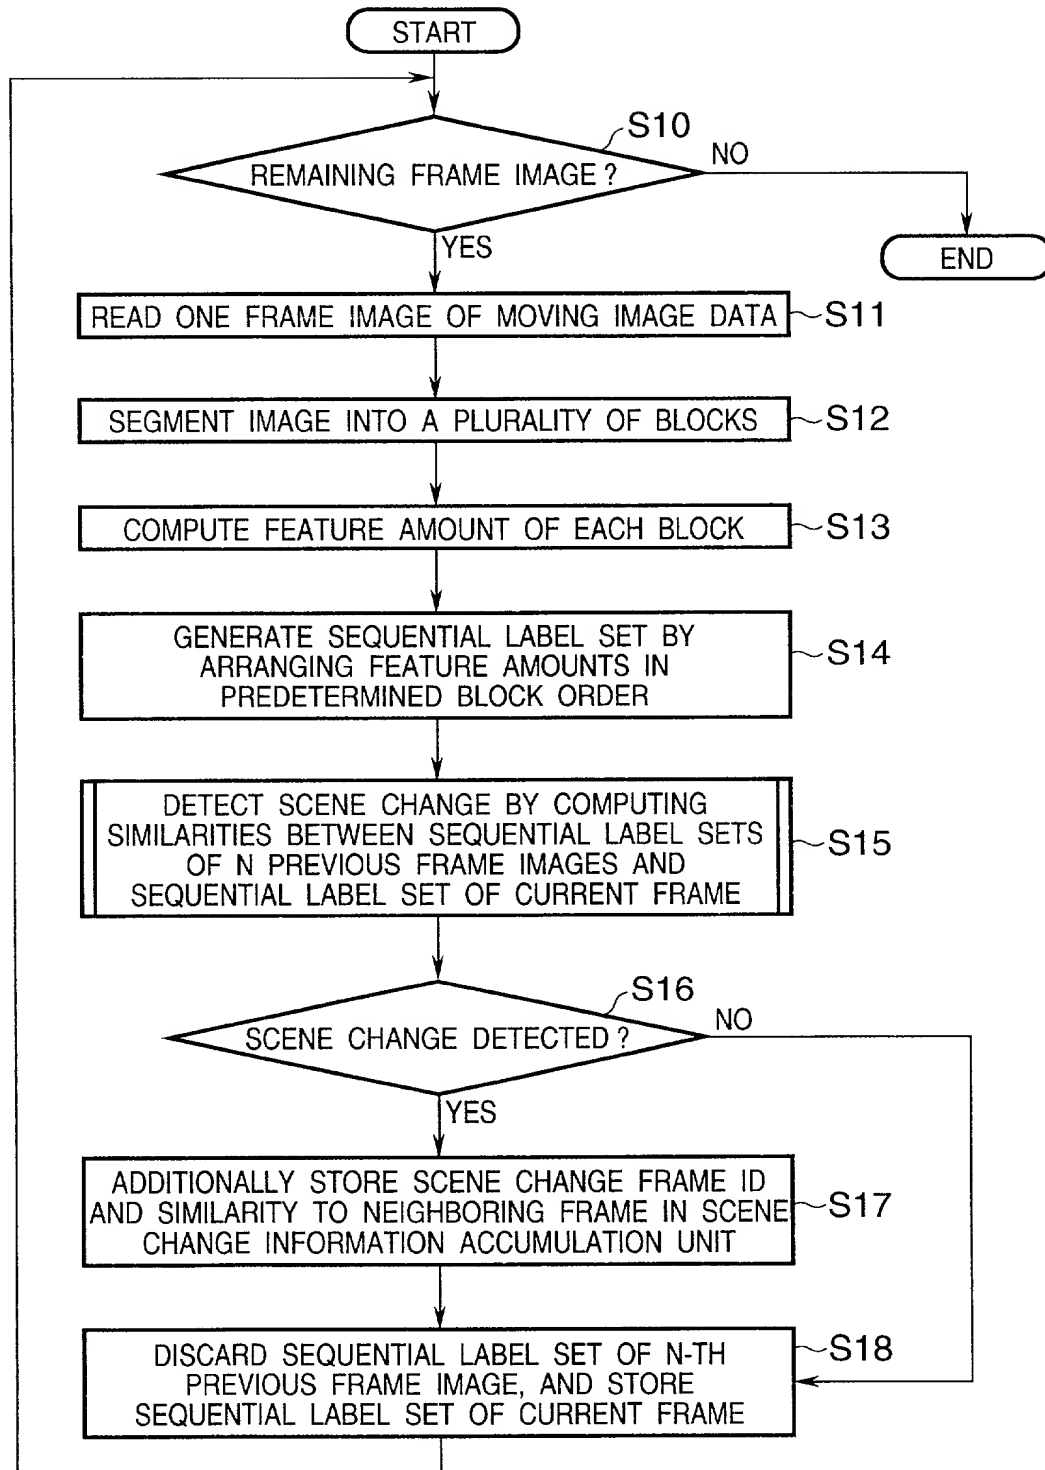 START
S10
REMAINING FRAME IMAGE ?
NO
YES
END
READ ONE FRAME IMAGE OF MOVING IMAGE DATA
S11
SEGMENT IMAGE INTO A PLURALITY OF BLOCKS
S12
COMPUTE FEATURE AMOUNT OF EACH BLOCK
S13
GENERATE SEQUENTIAL LABEL SET BY
ARRANGING FEATURE AMOUNTS IN
PREDETERMINED BLOCK ORDER
S14
DETECT SCENE CHANGE BY COMPUTING
SIMILARITIES BETWEEN SEQUENTIAL LABEL SETS
OF N PREVIOUS FRAME IMAGES AND
SEQUENTIAL LABEL SET OF CURRENT FRAME
S15
S16
SCENE CHANGE DETECTED ?
NO
YES
ADDITIONALLY STORE SCENE CHANGE FRAME ID
AND SIMILARITY TO NEIGHBORING FRAME IN SCENE
CHANGE INFORMATION ACCUMULATION UNIT
S17
DISCARD SEQUENTIAL LABEL SET OF N-TH
PREVIOUS FRAME IMAGE, AND STORE
SEQUENTIAL LABEL SET OF CURRENT FRAME
S18